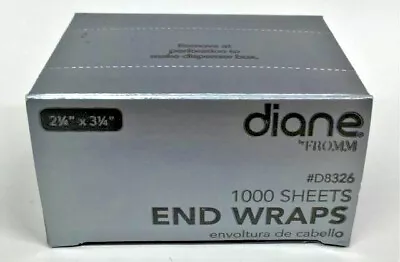 Remove at
perforation to
make dispenser box.
2¼" x 3¼"
diane®
by FROMM
#D8326
1000 SHEETS
END WRAPS
envoltura de cabello